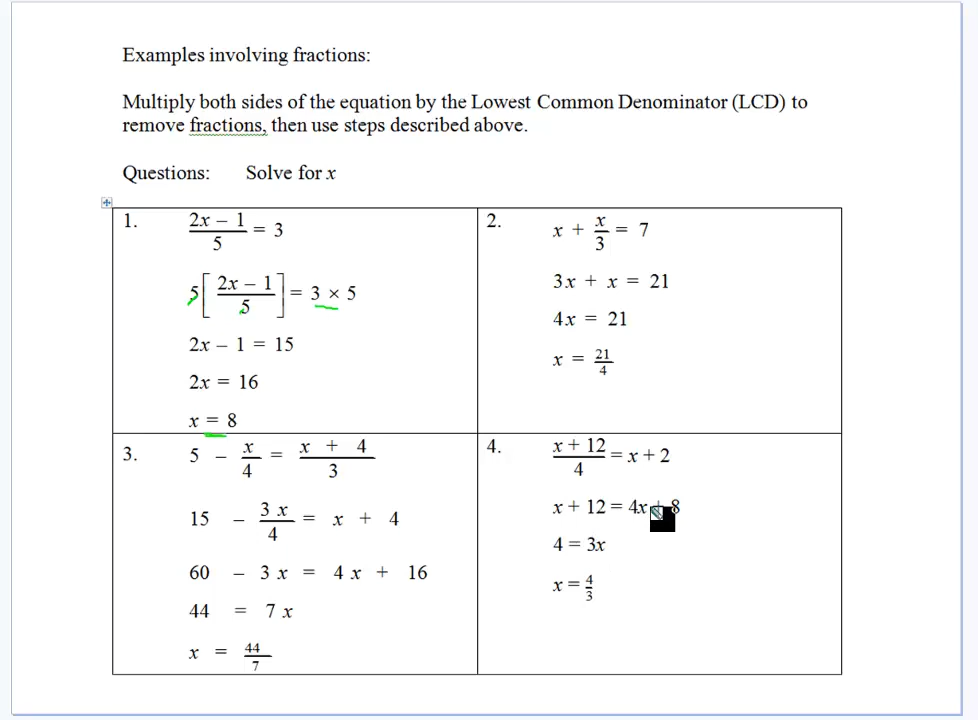 Examples involving fractions:
Multiply both sides of the equation by the Lowest Common Denominator (LCD) to
remove fractions, then use steps described above.
Questions: Solve for x
1. (2x – 1)/5 = 3
5[(2x – 1)/5] = 3 × 5
2x – 1 = 15
2x = 16
x = 8
2. x + x/3 = 7
3x + x = 21
4x = 21
x = 21/4
3. 5 – x/4 = (x + 4)/3
15 – 3x/4 = x + 4
60 – 3x = 4x + 16
44 = 7x
x = 44/7
4. (x + 12)/4 = x + 2
x + 12 = 4x + 8
4 = 3x
x = 4/3